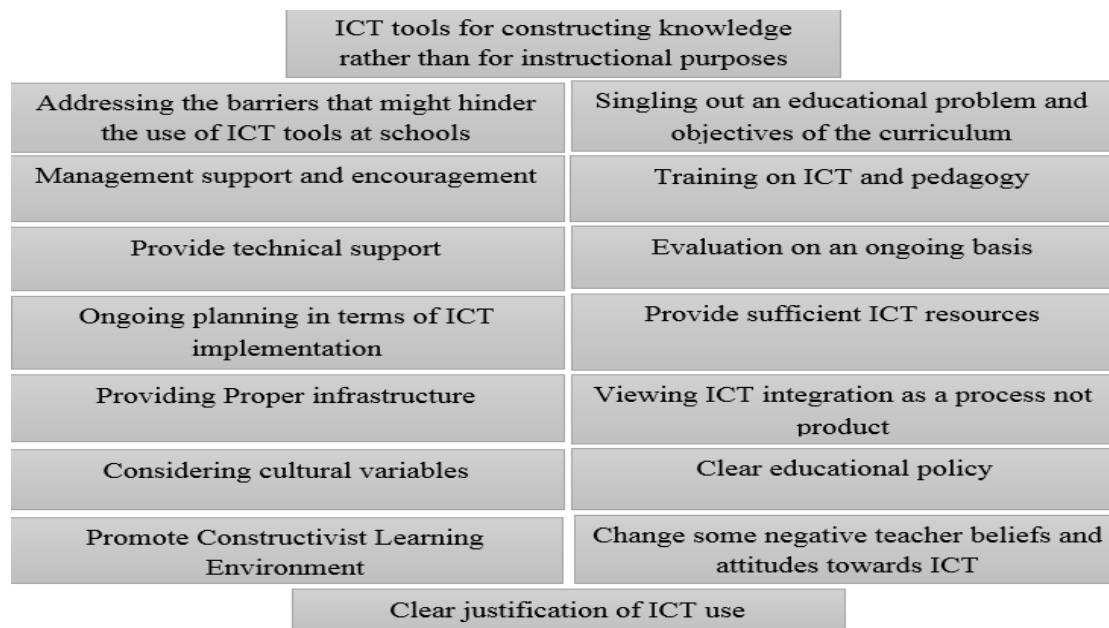 ICT tools for constructing knowledge
rather than for instructional purposes
Addressing the barriers that might hinder
the use of ICT tools at schools
Singling out an educational problem and
objectives of the curriculum
Management support and encouragement
Training on ICT and pedagogy
Provide technical support
Evaluation on an ongoing basis
Ongoing planning in terms of ICT
implementation
Provide sufficient ICT resources
Providing Proper infrastructure
Viewing ICT integration as a process not
product
Considering cultural variables
Clear educational policy
Promote Constructivist Learning
Environment
Change some negative teacher beliefs and
attitudes towards ICT
Clear justification of ICT use